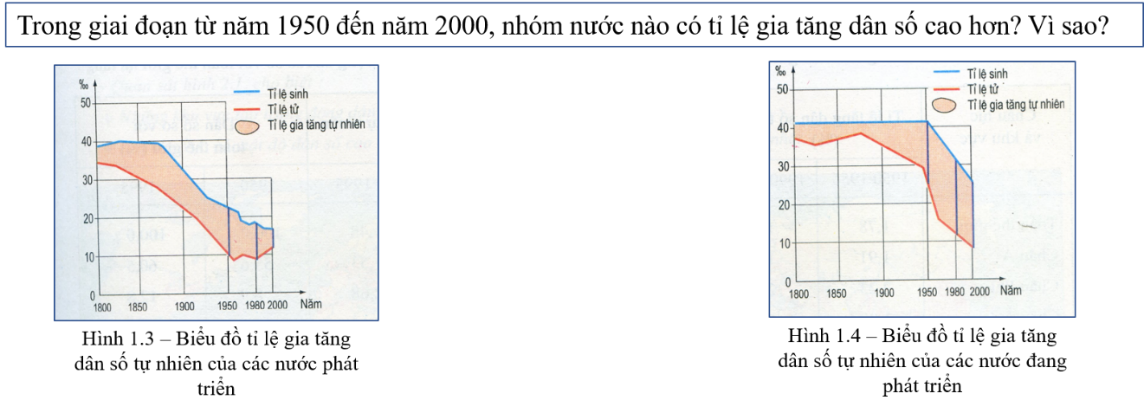 Trong giai đoạn từ năm 1950 đến năm 2000, nhóm nước nào có tỉ lệ gia tăng dân số cao hơn? Vì sao?
‰
50
40
30
20
10
0
Tỉ lệ sinh
Tỉ lệ tử
Tỉ lệ gia tăng tự nhiên
1800 1850 1900 1950 1980 2000 Năm
Hình 1.3 – Biểu đồ tỉ lệ gia tăng
dân số tự nhiên của các nước phát
triển
‰
50
40
30
20
10
0
Tỉ lệ sinh
Tỉ lệ tử
Tỉ lệ gia tăng tự nhiên
1800 1850 1900 1950 1980 2000 Năm
Hình 1.4 – Biểu đồ tỉ lệ gia tăng
dân số tự nhiên của các nước đang
phát triển